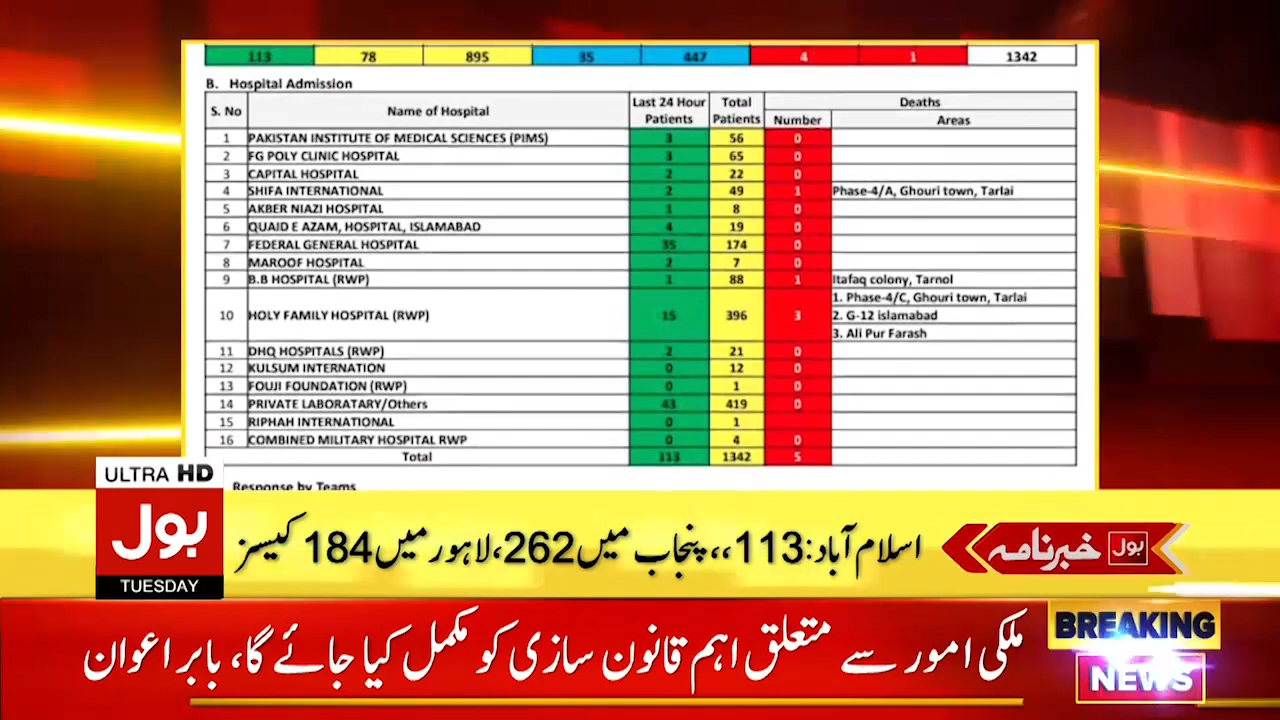 113 78 895 35 447 4 1 1342
B. Hospital Admission
S. No Name of Hospital Last 24 Hour Patients Total Patients Deaths
Number Areas
1 PAKISTAN INSTITUTE OF MEDICAL SCIENCES (PIMS) 3 56 0
2 FG POLY CLINIC HOSPITAL 3 65 0
3 CAPITAL HOSPITAL 2 22 0
4 SHIFA INTERNATIONAL 2 49 1 Phase-4/A, Ghouri town, Tarlai
5 AKBER NIAZI HOSPITAL 1 8 0
6 QUAID E AZAM, HOSPITAL, ISLAMABAD 4 19 0
7 FEDERAL GENERAL HOSPITAL 35 174 0
8 MAROOF HOSPITAL 2 7 0
9 B.B HOSPITAL (RWP) 1 88 1 Itafaq colony, Tarnol
10 HOLY FAMILY HOSPITAL (RWP) 15 396 3 1. Phase-4/C, Ghouri town, Tarlai
2. G-12 islamabad
3. Ali Pur Farash
11 DHQ HOSPITALS (RWP) 2 21 0
12 KULSUM INTERNATION 0 12 0
13 FOUJI FOUNDATION (RWP) 0 1 0
14 PRIVATE LABORATARY/Others 43 419 0
15 RIPHAH INTERNATIONAL 0 1
16 COMBINED MILITARY HOSPITAL RWP 0 4 0
Total 113 1342 5
Response by Teams
ULTRA HD
بول
TUESDAY
بول خبرنامہ
اسلام آباد:113،، پنجاب میں262، لاہور میں184 کیسز
BREAKING
NEWS
ملکی امور سے متعلق اہم قانون سازی کو مکمل کیا جائے گا، بابر اعوان